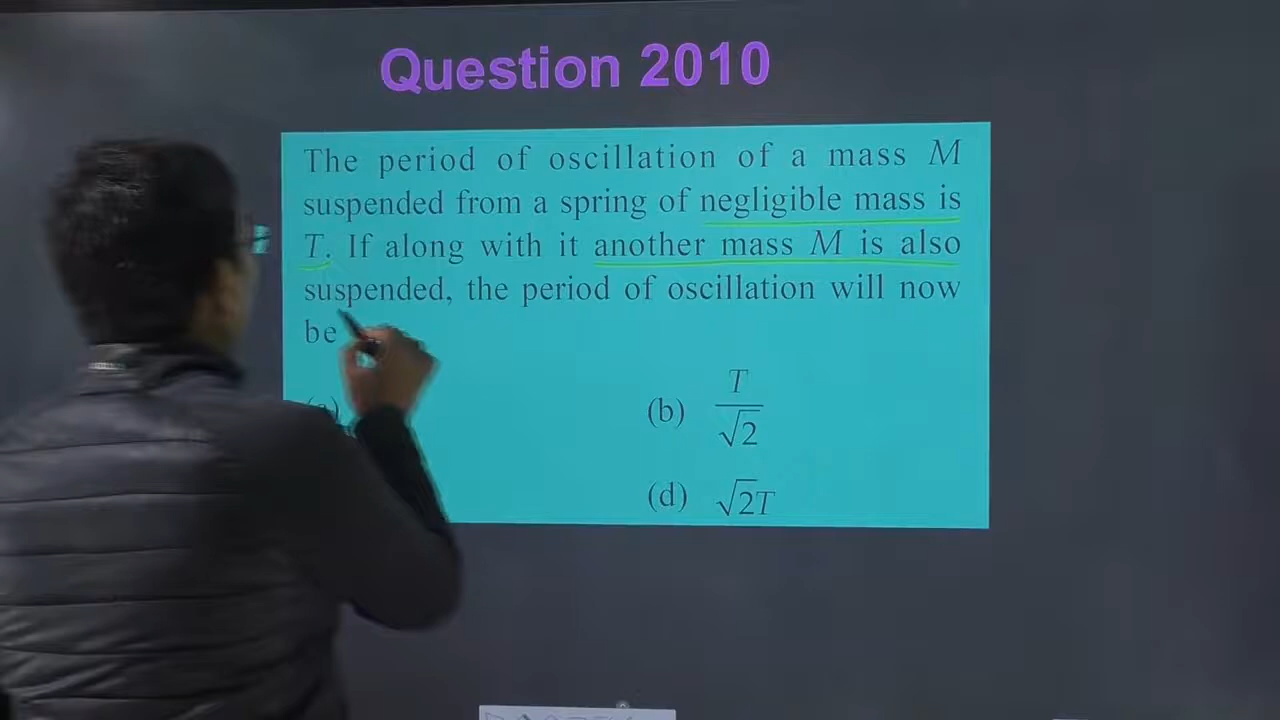 Question 2010
The period of oscillation of a mass M
suspended from a spring of negligible mass is
T. If along with it another mass M is also
suspended, the period of oscillation will now
be
(a)
(b) T/√2
(d) √2T